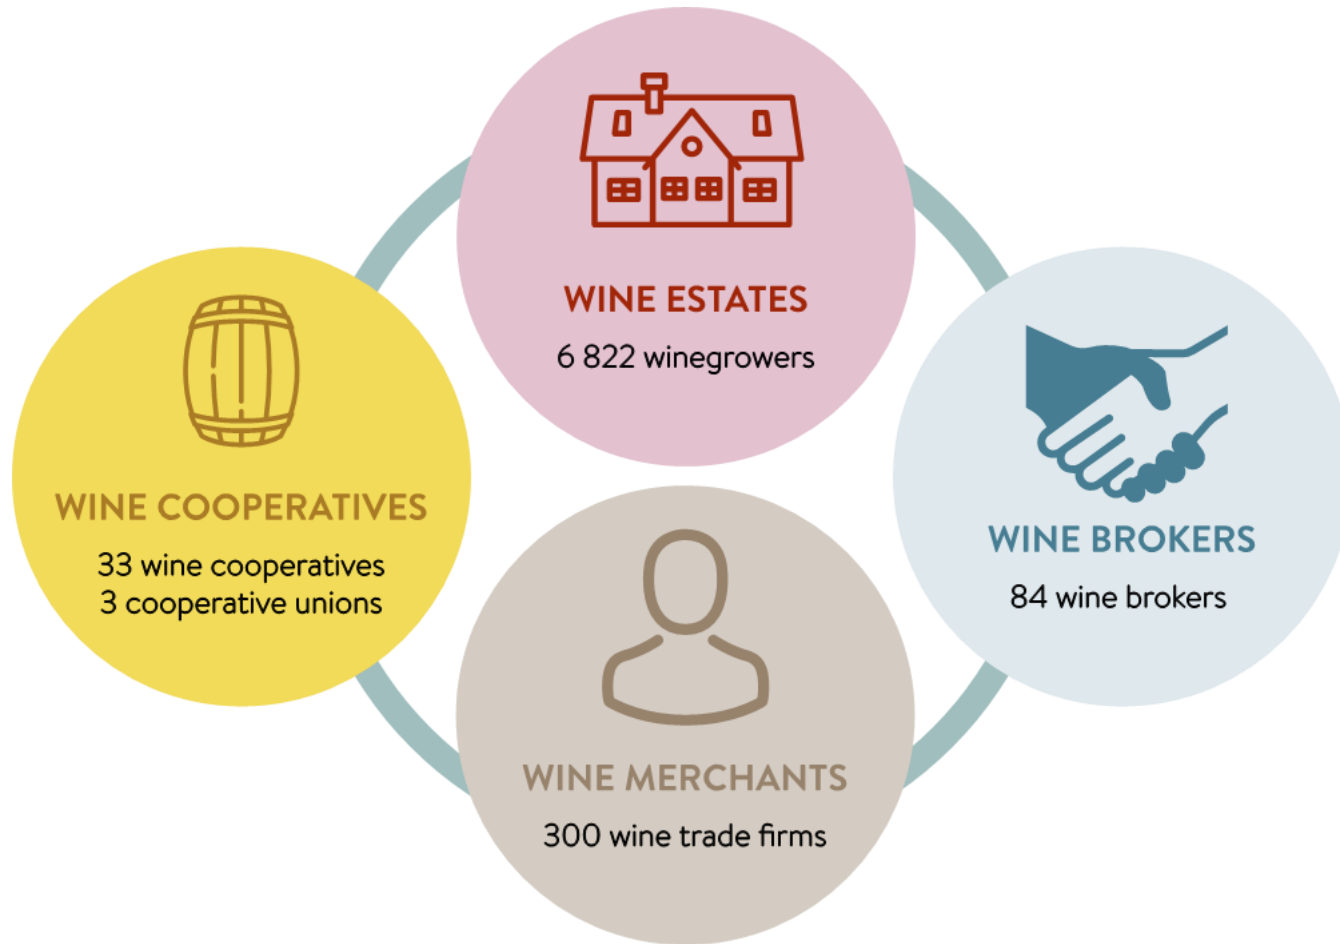 WINE ESTATES
6 822 winegrowers
WINE COOPERATIVES
33 wine cooperatives
3 cooperative unions
WINE BROKERS
84 wine brokers
WINE MERCHANTS
300 wine trade firms